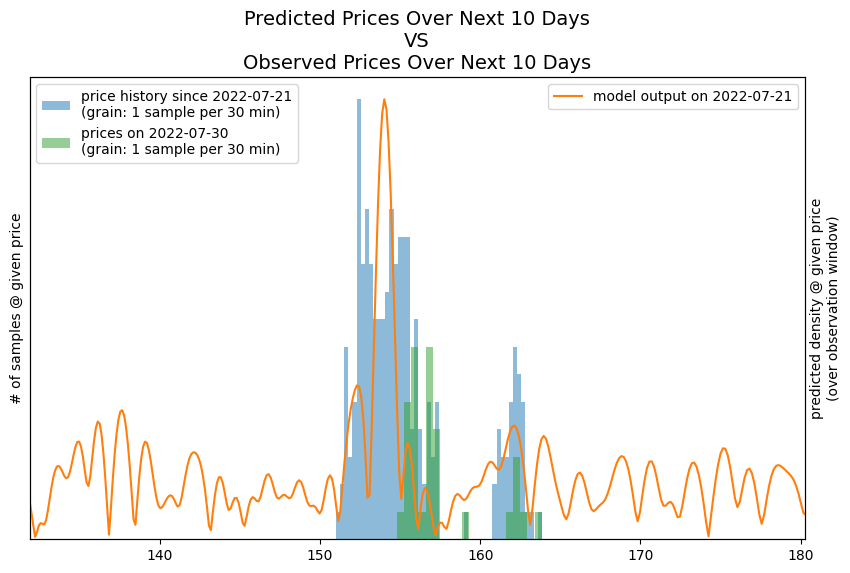 Predicted Prices Over Next 10 Days
VS
Observed Prices Over Next 10 Days
price history since 2022-07-21
(grain: 1 sample per 30 min)
prices on 2022-07-30
(grain: 1 sample per 30 min)
model output on 2022-07-21
# of samples @ given price
predicted density @ given price
(over observation window)
140
150
160
170
180